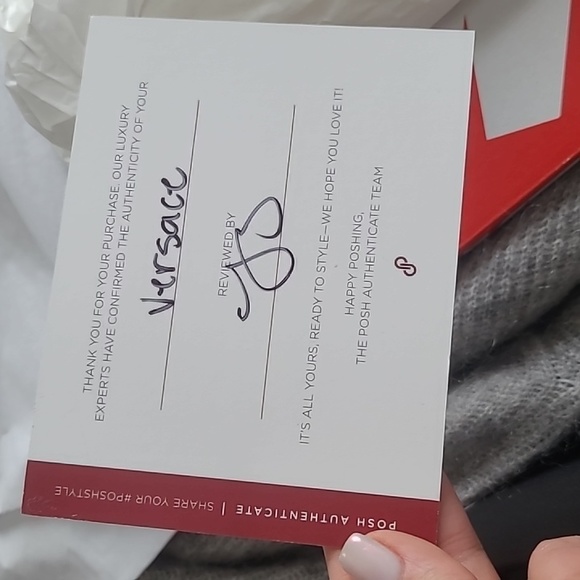 THANK YOU FOR YOUR PURCHASE. OUR LUXURY
EXPERTS HAVE CONFIRMED THE AUTHENTICITY OF YOUR
Versace
REVIEWED BY
IT'S ALL YOURS, READY TO STYLE—WE HOPE YOU LOVE IT!
HAPPY POSHING,
THE POSH AUTHENTICATE TEAM
POSH AUTHENTICATE | SHARE YOUR #POSHSTYLE